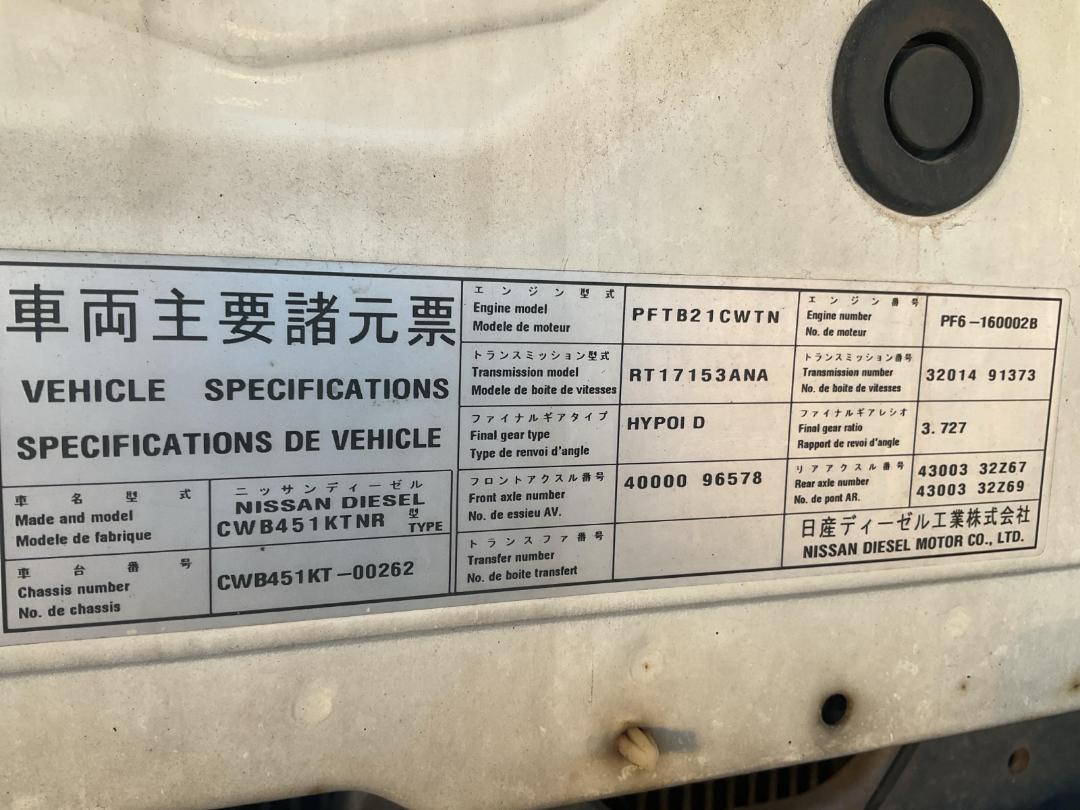 車両主要諸元票
VEHICLE SPECIFICATIONS
SPECIFICATIONS DE VEHICLE
車名型式
Made and model
Modele de fabrique
ニッサンディーゼル
NISSAN DIESEL
CWB451KTNR 型 TYPE
車台番号
Chassis number
No. de chassis
CWB451KT-00262
エンジン型式
Engine model
Modele de moteur
PFTB21CWTN
エンジン番号
Engine number
No. de moteur
PF6-160002B
トランスミッション型式
Transmission model
Modele de boite de vitesses
RT17153ANA
トランスミッション番号
Transmission number
No. de boite de vitesses
32014 91373
ファイナルギアタイプ
Final gear type
Type de renvoi d'angle
HYPOID
ファイナルギアレシオ
Final gear ratio
Rapport de revoi d'angle
3.727
フロントアクスル番号
Front axle number
No. de essieu AV.
40000 96578
リアアクスル番号
Rear axle number
No. de pont AR.
43003 32Z67
43003 32Z69
トランスファ番号
Transfer number
No. de boite transfert
日産ディーゼル工業株式会社
NISSAN DIESEL MOTOR CO., LTD.